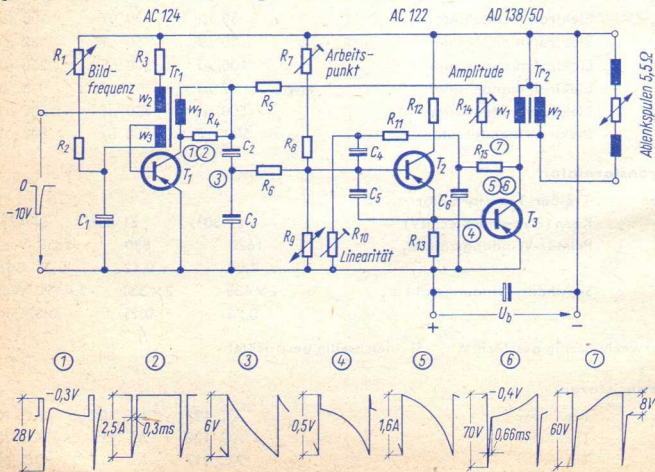 AC 124 AC 122 AD 138/50
R1 R3 Tr1 R7 Arbeits-
punkt
Bild-
frequenz
Amplitude Tr2
w2 w1 R5 R12 R14 w1 w2
Ablenkspulen 5,5Ω
w3 R4 R11
R2 ① ② C2 R8 C4 R15 ⑦
T1 ③ R6 T2 ⑤ ⑥
0
-10V
C1 C3 C5 C6 ④ T3
R9 R10 R13
Linearität
+ Ub −
① ② ③ ④ ⑤ ⑥ ⑦
-0,3V -0,4V
28V 2,5A 0,3ms 6V 0,5V 1,6A 70V 0,66ms 60V 8V